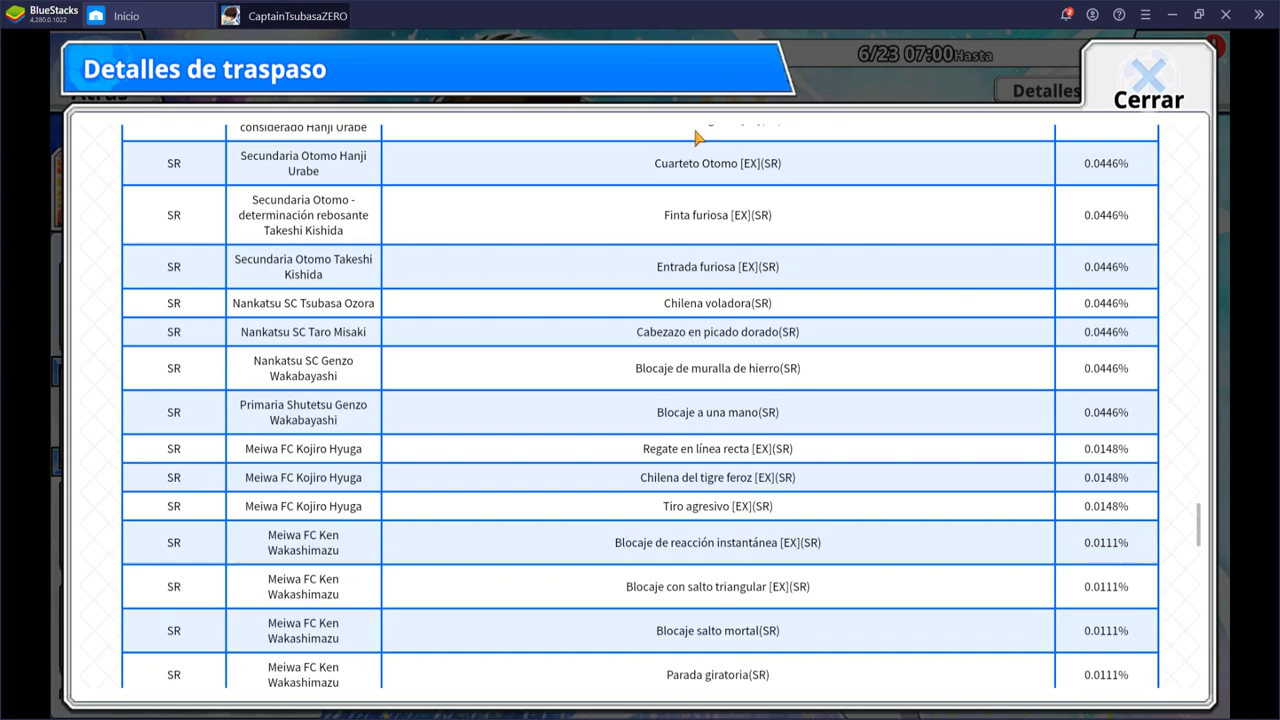 BlueStacks
4.280.0.1022
Inicio
CaptainTsubasaZERO
2
Detalles de traspaso
6/23 07:00Hasta
Detalles
Cerrar
Atrás
considerado Hanji Urabe
SR
Secundaria Otomo Hanji
Urabe
Cuarteto Otomo [EX](SR)
0.0446%
SR
Secundaria Otomo -
determinación rebosante
Takeshi Kishida
Finta furiosa [EX](SR)
0.0446%
SR
Secundaria Otomo Takeshi
Kishida
Entrada furiosa [EX](SR)
0.0446%
SR
Nankatsu SC Tsubasa Ozora
Chilena voladora(SR)
0.0446%
SR
Nankatsu SC Taro Misaki
Cabezazo en picado dorado(SR)
0.0446%
SR
Nankatsu SC Genzo
Wakabayashi
Blocaje de muralla de hierro(SR)
0.0446%
SR
Primaria Shutetsu Genzo
Wakabayashi
Blocaje a una mano(SR)
0.0446%
SR
Meiwa FC Kojiro Hyuga
Regate en línea recta [EX](SR)
0.0148%
SR
Meiwa FC Kojiro Hyuga
Chilena del tigre feroz [EX](SR)
0.0148%
SR
Meiwa FC Kojiro Hyuga
Tiro agresivo [EX](SR)
0.0148%
SR
Meiwa FC Ken
Wakashimazu
Blocaje de reacción instantánea [EX](SR)
0.0111%
SR
Meiwa FC Ken
Wakashimazu
Blocaje con salto triangular [EX](SR)
0.0111%
SR
Meiwa FC Ken
Wakashimazu
Blocaje salto mortal(SR)
0.0111%
SR
Meiwa FC Ken
Wakashimazu
Parada giratoria(SR)
0.0111%